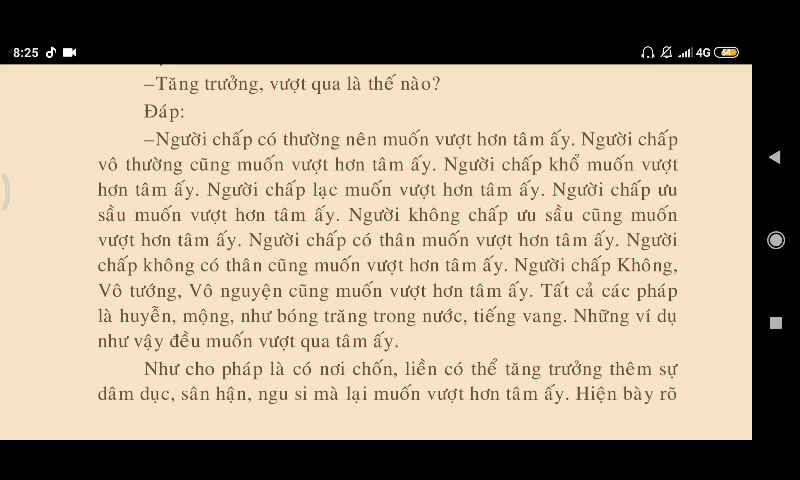 8:25
4G 64
–Tăng trưởng, vượt qua là thế nào?
Đáp:
–Người chấp có thường nên muốn vượt hơn tâm ấy. Người chấp
vô thường cũng muốn vượt hơn tâm ấy. Người chấp khổ muốn vượt
hơn tâm ấy. Người chấp lạc muốn vượt hơn tâm ấy. Người chấp ưu
sầu muốn vượt hơn tâm ấy. Người không chấp ưu sầu cũng muốn
vượt hơn tâm ấy. Người chấp có thân muốn vượt hơn tâm ấy. Người
chấp không có thân cũng muốn vượt hơn tâm ấy. Người chấp Không,
Vô tướng, Vô nguyện cũng muốn vượt hơn tâm ấy. Tất cả các pháp
là huyễn, mộng, như bóng trăng trong nước, tiếng vang. Những ví dụ
như vậy đều muốn vượt qua tâm ấy.
Như cho pháp là có nơi chốn, liền có thể tăng trưởng thêm sự
dâm dục, sân hận, ngu si mà lại muốn vượt hơn tâm ấy. Hiện bày rõ